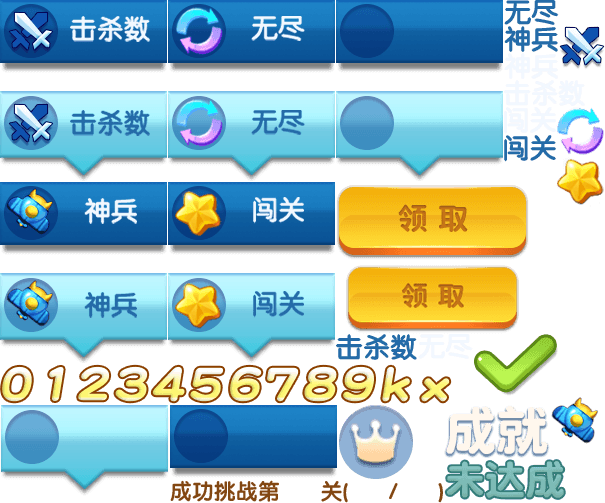 击杀数
无尽
无尽
神兵
神兵
击杀数
闯关
击杀数
无尽
闯关
神兵
闯关
领取
神兵
闯关
领取
击杀数
无尽
0123456789kx
成就
未达成
成功挑战第 关( / )